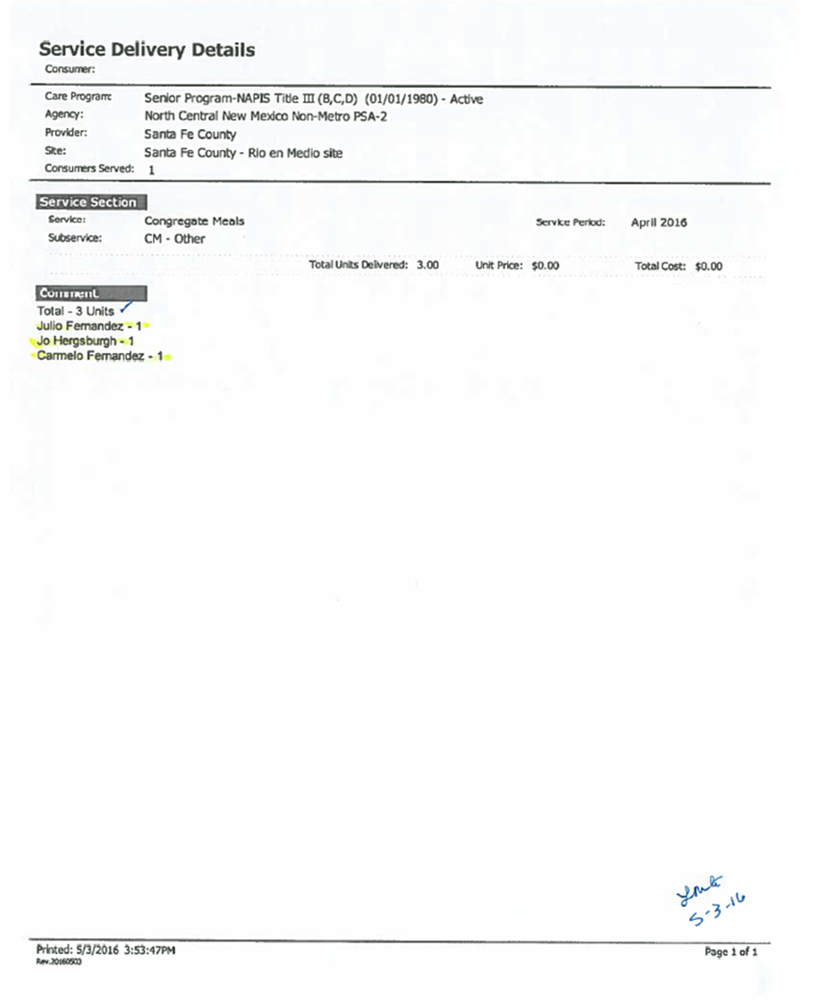 Service Delivery Details
Consumer:
Care Program: Senior Program-NAPIS Title III (B,C,D) (01/01/1980) - Active
Agency: North Central New Mexico Non-Metro PSA-2
Provider: Santa Fe County
Site: Santa Fe County - Rio en Medio site
Consumers Served: 1
Service Section
Service: Congregate Meals Service Period: April 2016
Subservice: CM - Other
Total Units Delivered: 3.00 Unit Price: $0.00 Total Cost: $0.00
Comment
Total - 3 Units ✓
Julio Fernandez - 1
Jo Hergsburgh - 1
Carmelo Fernandez - 1
5-3-16
Printed: 5/3/2016 3:53:47PM Page 1 of 1
Rev.20160503